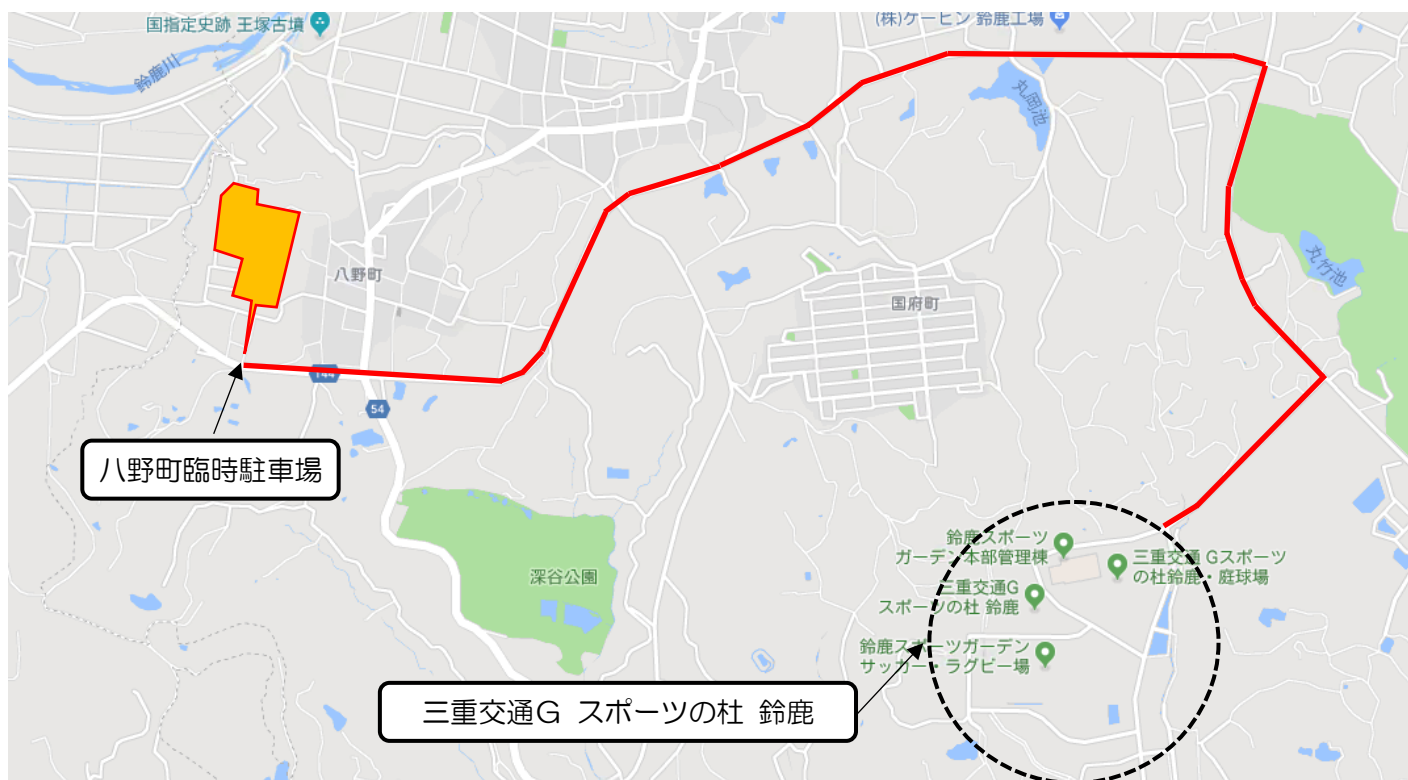 国指定史跡 王塚古墳
(株)ケーヒン 鈴鹿工場
鈴鹿川
丸岡池
八野町
国府町
丸竹池
144
54
八野町臨時駐車場
深谷公園
鈴鹿スポーツ
ガーデン本部管理棟
三重交通 Gスポーツ
の杜鈴鹿・庭球場
三重交通G
スポーツの杜 鈴鹿
鈴鹿スポーツガーデン
サッカー・ラグビー場
三重交通G スポーツの杜 鈴鹿